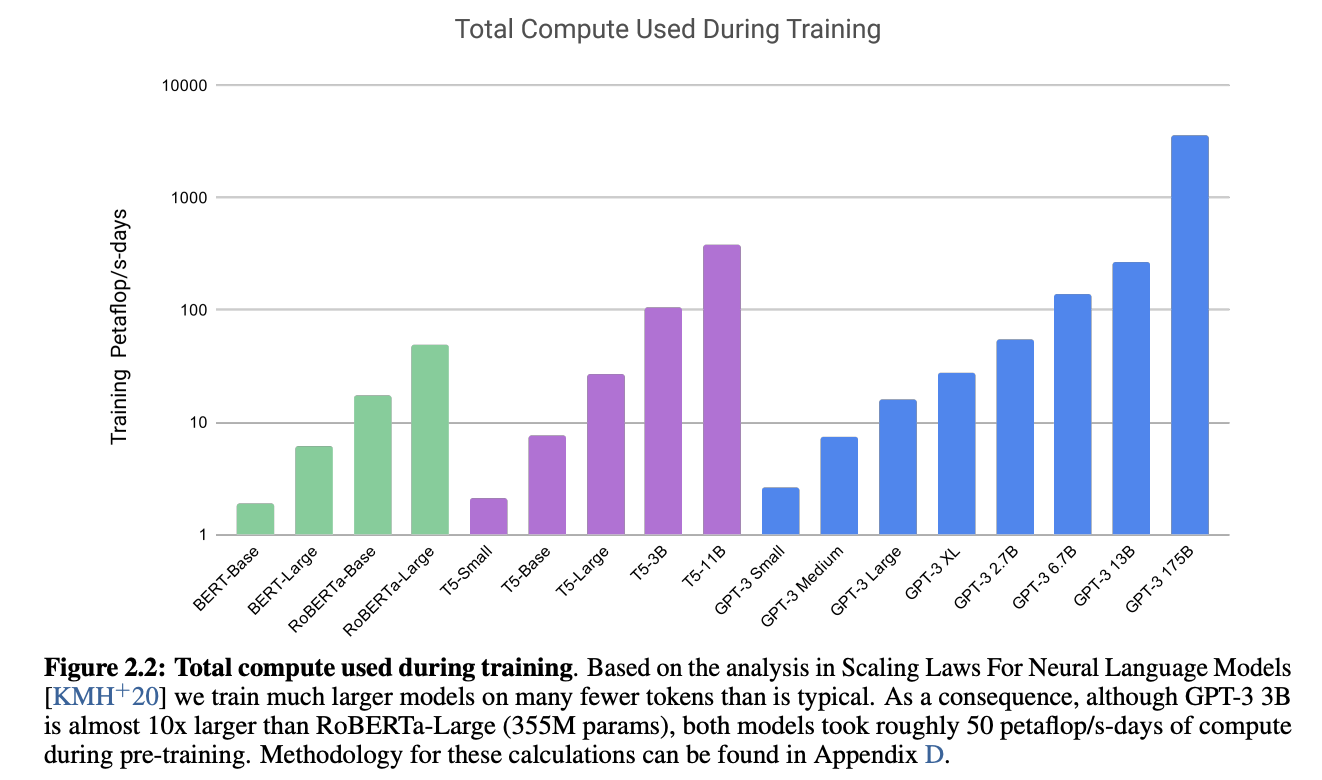 Total Compute Used During Training
10000
1000
100
10
1
Training Petaflop/s-days
BERT-Base
BERT-Large
RoBERTa-Base
RoBERTa-Large
T5-Small
T5-Base
T5-Large
T5-3B
T5-11B
GPT-3 Small
GPT-3 Medium
GPT-3 Large
GPT-3 XL
GPT-3 2.7B
GPT-3 6.7B
GPT-3 13B
GPT-3 175B
Figure 2.2: Total compute used during training. Based on the analysis in Scaling Laws For Neural Language Models
[KMH+20] we train much larger models on many fewer tokens than is typical. As a consequence, although GPT-3 3B
is almost 10x larger than RoBERTa-Large (355M params), both models took roughly 50 petaflop/s-days of compute
during pre-training. Methodology for these calculations can be found in Appendix D.